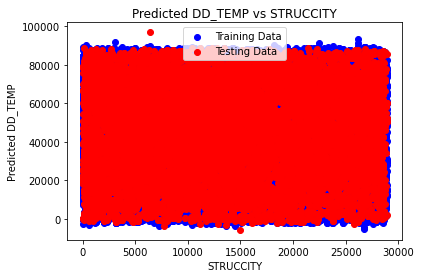 Predicted DD_TEMP vs STRUCCITY
Training Data
Testing Data
100000
80000
60000
40000
20000
0
Predicted DD_TEMP
0 5000 10000 15000 20000 25000 30000
STRUCCITY